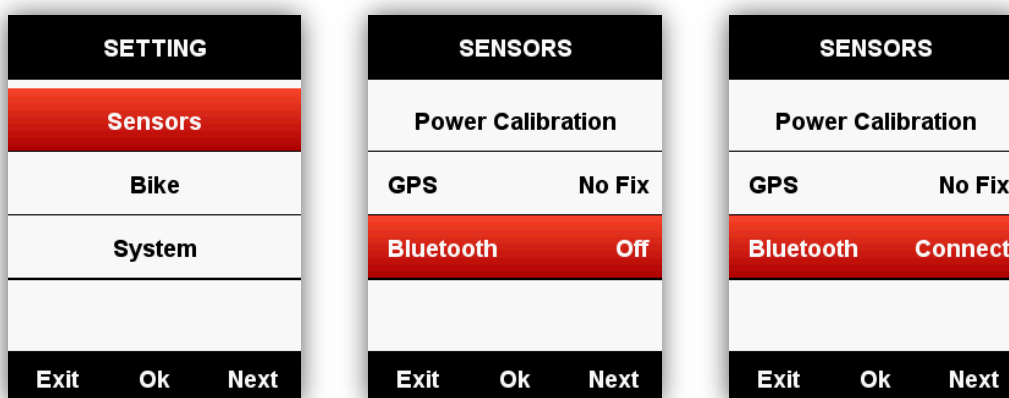 SETTING
Sensors
Bike
System
Exit Ok Next
SENSORS
Power Calibration
GPS No Fix
Bluetooth Off
Exit Ok Next
SENSORS
Power Calibration
GPS No Fix
Bluetooth Connect
Exit Ok Next